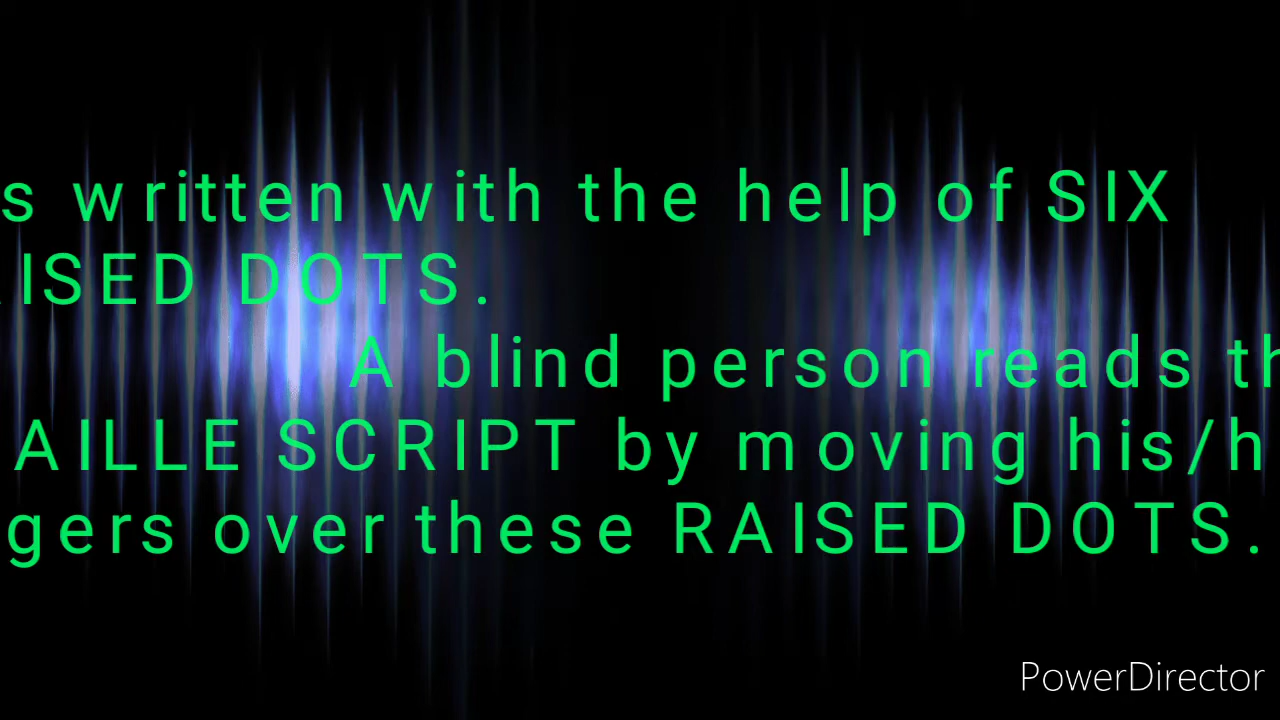 s written with the help of SIX
AISED DOTS.
A blind person reads th
AILLE SCRIPT by moving his/h
gers over these RAISED DOTS.
PowerDirector